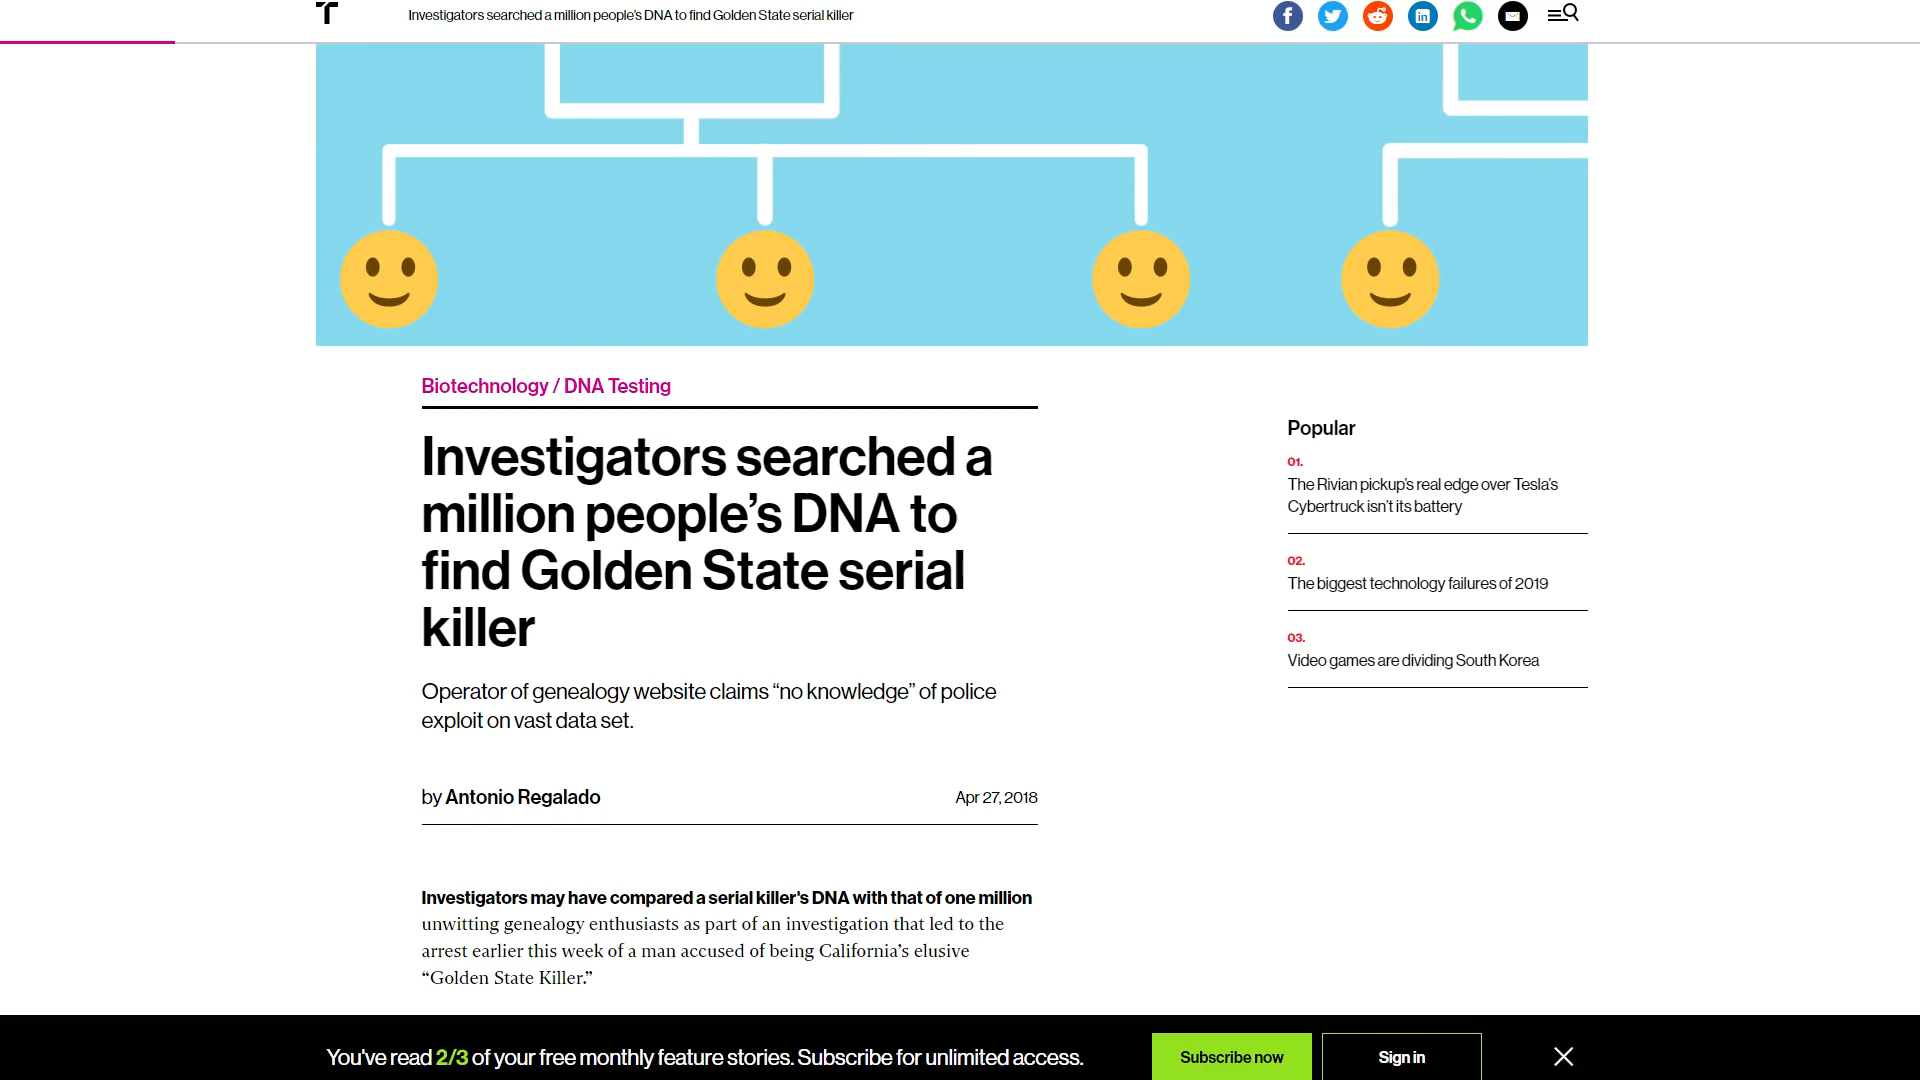 Investigators searched a million people's DNA to find Golden State serial killer
Biotechnology / DNA Testing
Investigators searched a
million people’s DNA to
find Golden State serial
killer
Operator of genealogy website claims “no knowledge” of police
exploit on vast data set.
by Antonio Regalado
Apr 27, 2018
Investigators may have compared a serial killer's DNA with that of one million
unwitting genealogy enthusiasts as part of an investigation that led to the
arrest earlier this week of a man accused of being California’s elusive
“Golden State Killer.”
Popular
01.
The Rivian pickup’s real edge over Tesla’s
Cybertruck isn’t its battery
02.
The biggest technology failures of 2019
03.
Video games are dividing South Korea
You've read 2/3 of your free monthly feature stories. Subscribe for unlimited access.
Subscribe now
Sign in